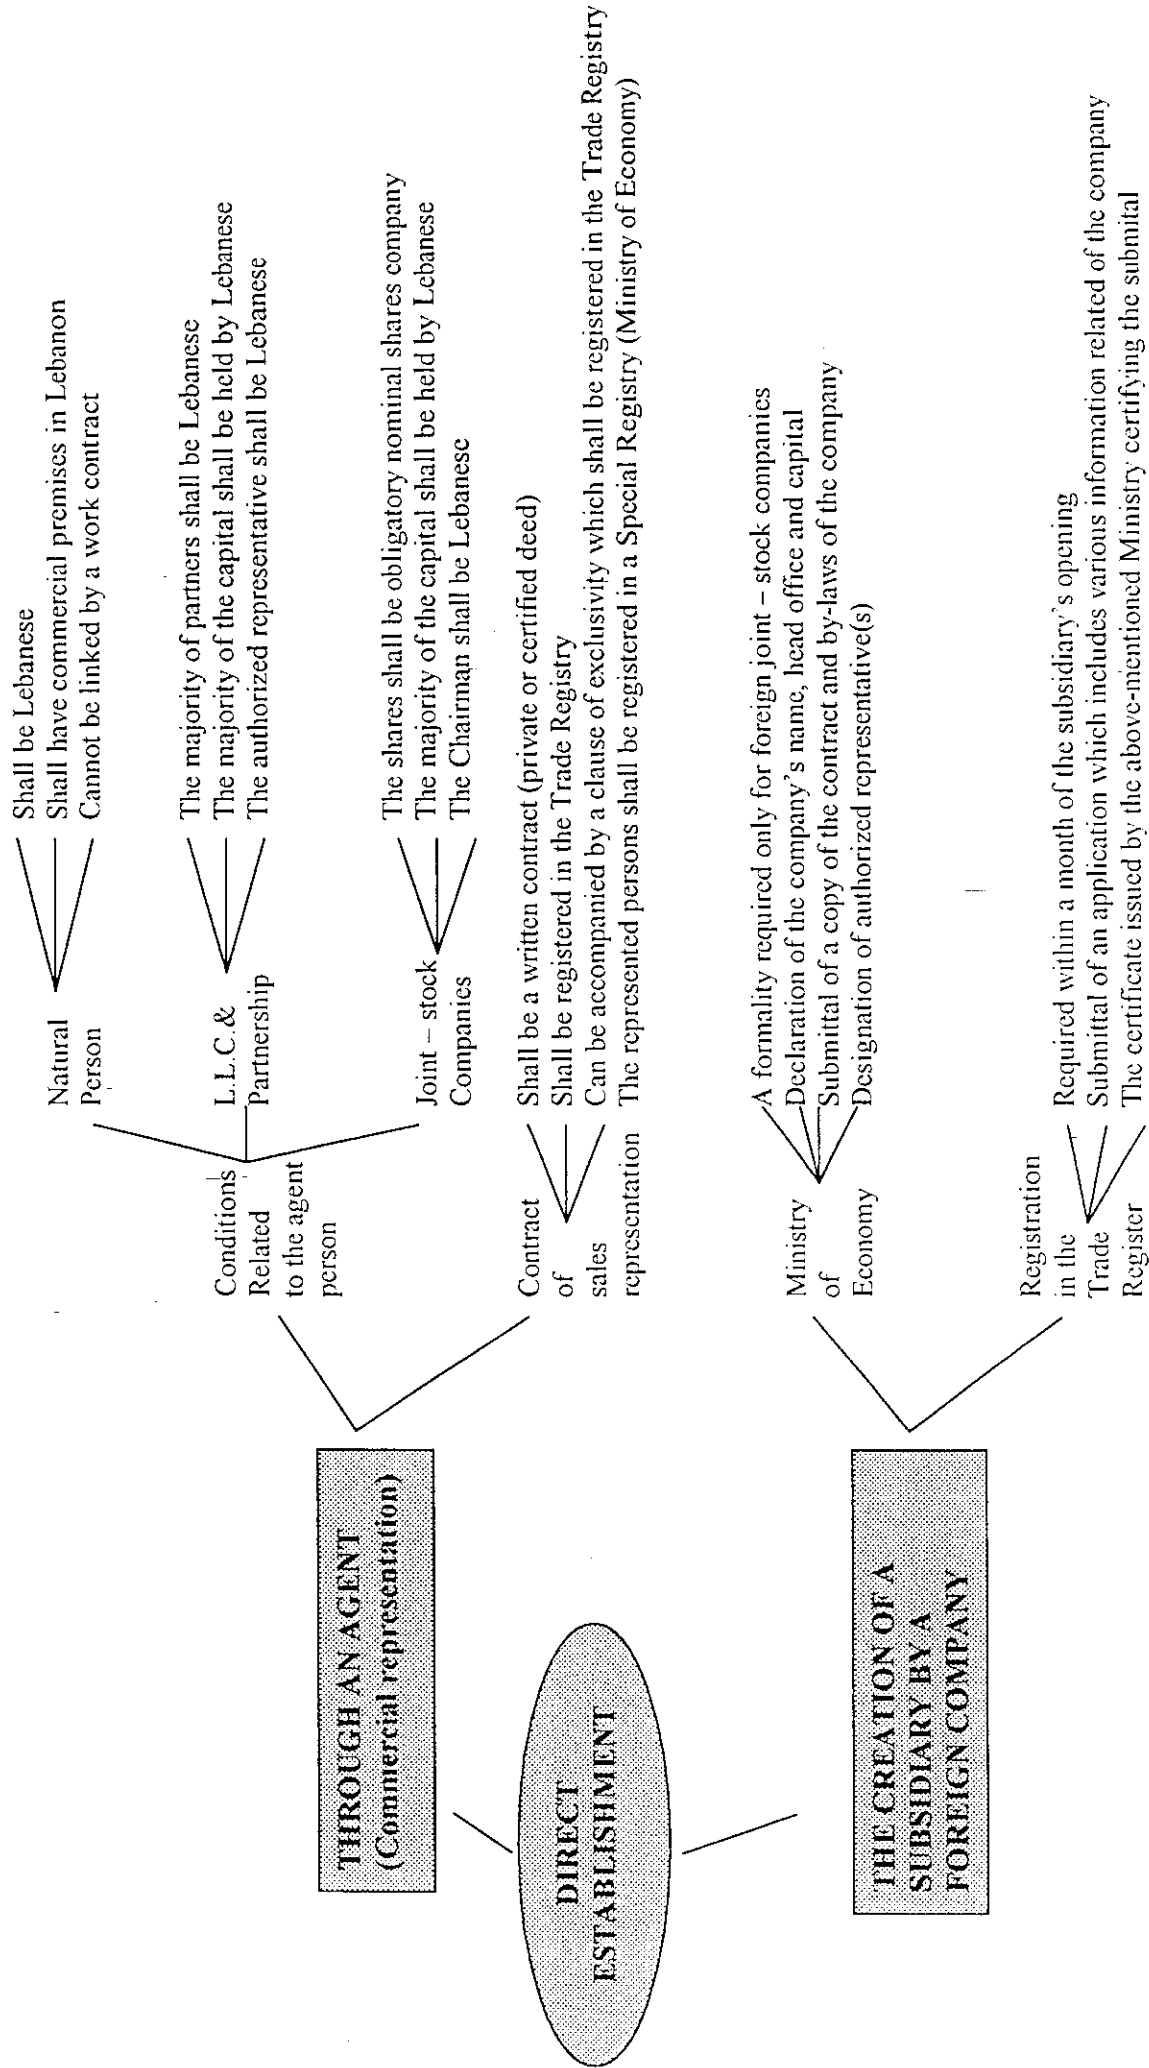 DIRECT
ESTABLISHMENT
THROUGH AN AGENT
(Commercial representation)
Conditions
Related
to the agent
person
Natural
Person
Shall be Lebanese
Shall have commercial premises in Lebanon
Cannot be linked by a work contract
L.L.C.&
Partnership
The majority of partners shall be Lebanese
The majority of the capital shall be held by Lebanese
The authorized representative shall be Lebanese
Joint – stock
Companies
The shares shall be obligatory nominal shares company
The majority of the capital shall be held by Lebanese
The Chairman shall be Lebanese
Contract
of
sales
representation
Shall be a written contract (private or certified deed)
Shall be registered in the Trade Registry
Can be accompanied by a clause of exclusivity which shall be registered in the Trade Registry
The represented persons shall be registered in a Special Registry (Ministry of Economy)
THE CREATION OF A
SUBSIDIARY BY A
FOREIGN COMPANY
Ministry
of
Economy
A formality required only for foreign joint – stock companies
Declaration of the company's name, head office and capital
Submittal of a copy of the contract and by-laws of the company
Designation of authorized representative(s)
Registration
in the
Trade
Register
Required within a month of the subsidiary's opening
Submittal of an application which includes various information related of the company
The certificate issued by the above-mentioned Ministry certifying the submital